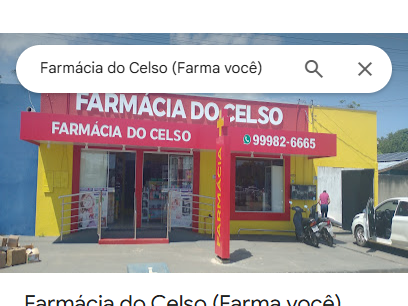 Farmácia do Celso (Farma você)
FARMÁCIA DO CELSO
FARMÁCIA DO CELSO
99982-6665
FARMÁCIA
Farmácia do Celso (Farma você)